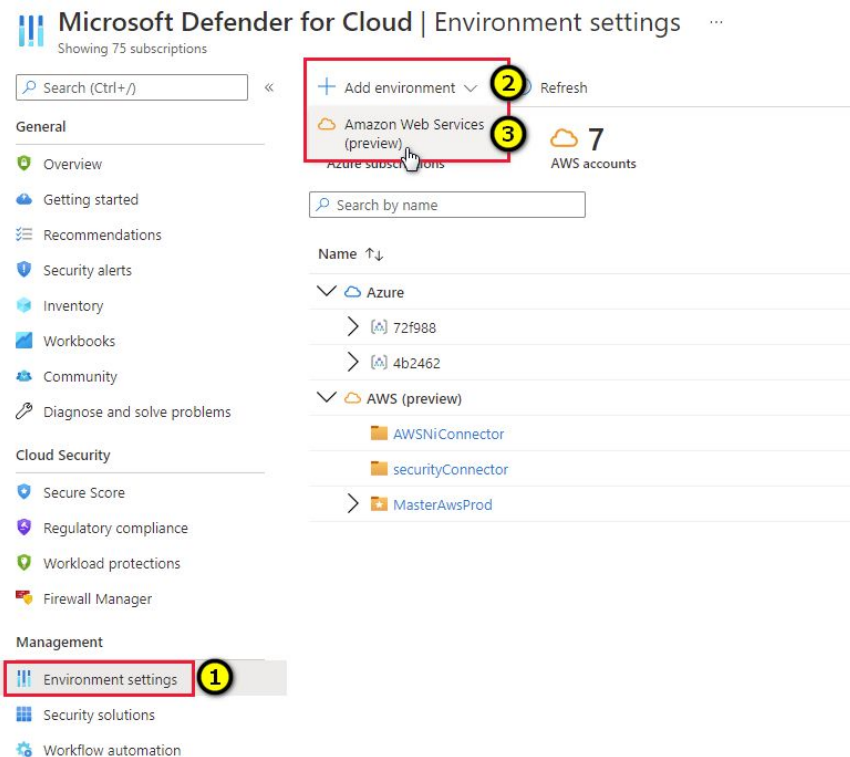 Microsoft Defender for Cloud | Environment settings ...
Showing 75 subscriptions
Search (Ctrl+/)
«
General
Overview
Getting started
Recommendations
Security alerts
Inventory
Workbooks
Community
Diagnose and solve problems
Cloud Security
Secure Score
Regulatory compliance
Workload protections
Firewall Manager
Management
Environment settings
1
Security solutions
Workflow automation
+ Add environment
2
Refresh
Amazon Web Services
(preview)
3
Azure subscriptions
7
AWS accounts
Search by name
Name ↑↓
Azure
72f988
4b2462
AWS (preview)
AWSNiConnector
securityConnector
MasterAwsProd